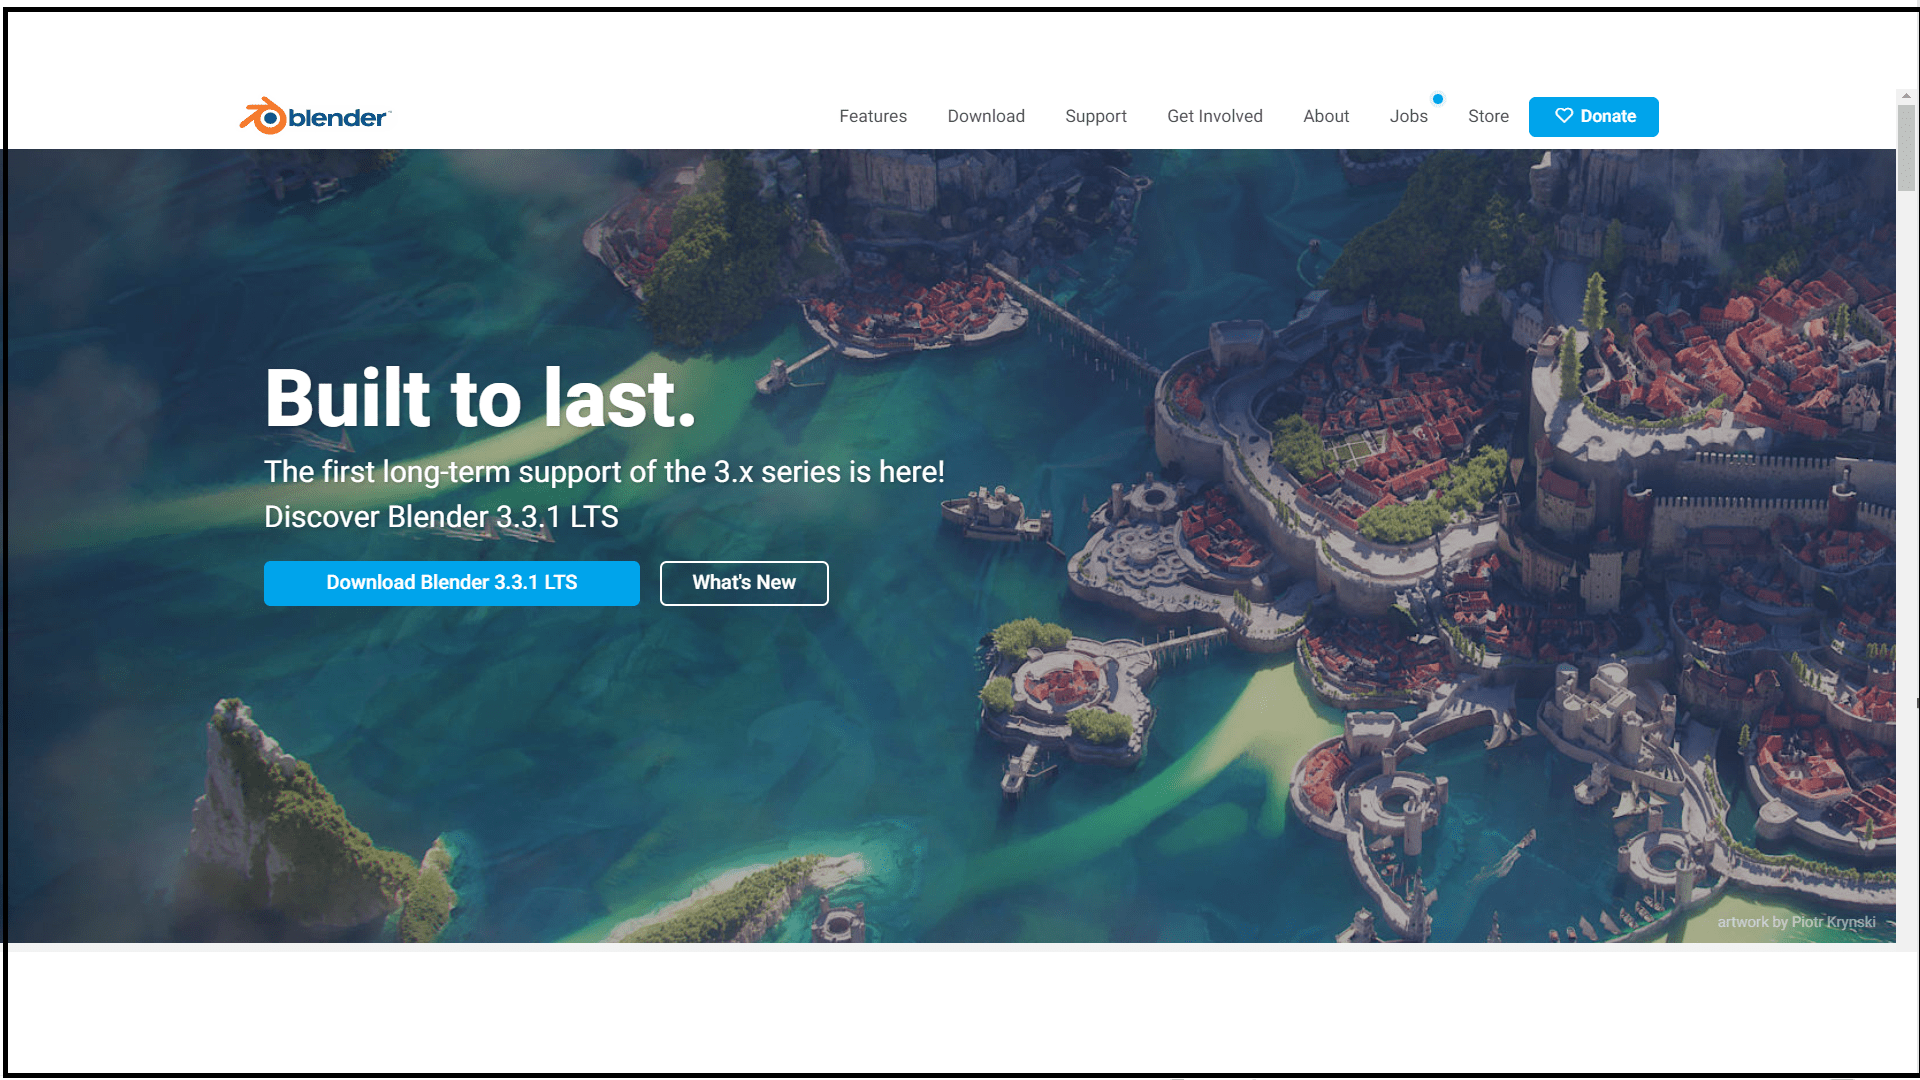 blender™
Features Download Support Get Involved About Jobs Store Donate
Built to last.
The first long-term support of the 3.x series is here!
Discover Blender 3.3.1 LTS
Download Blender 3.3.1 LTS What's New
artwork by Piotr Krynski